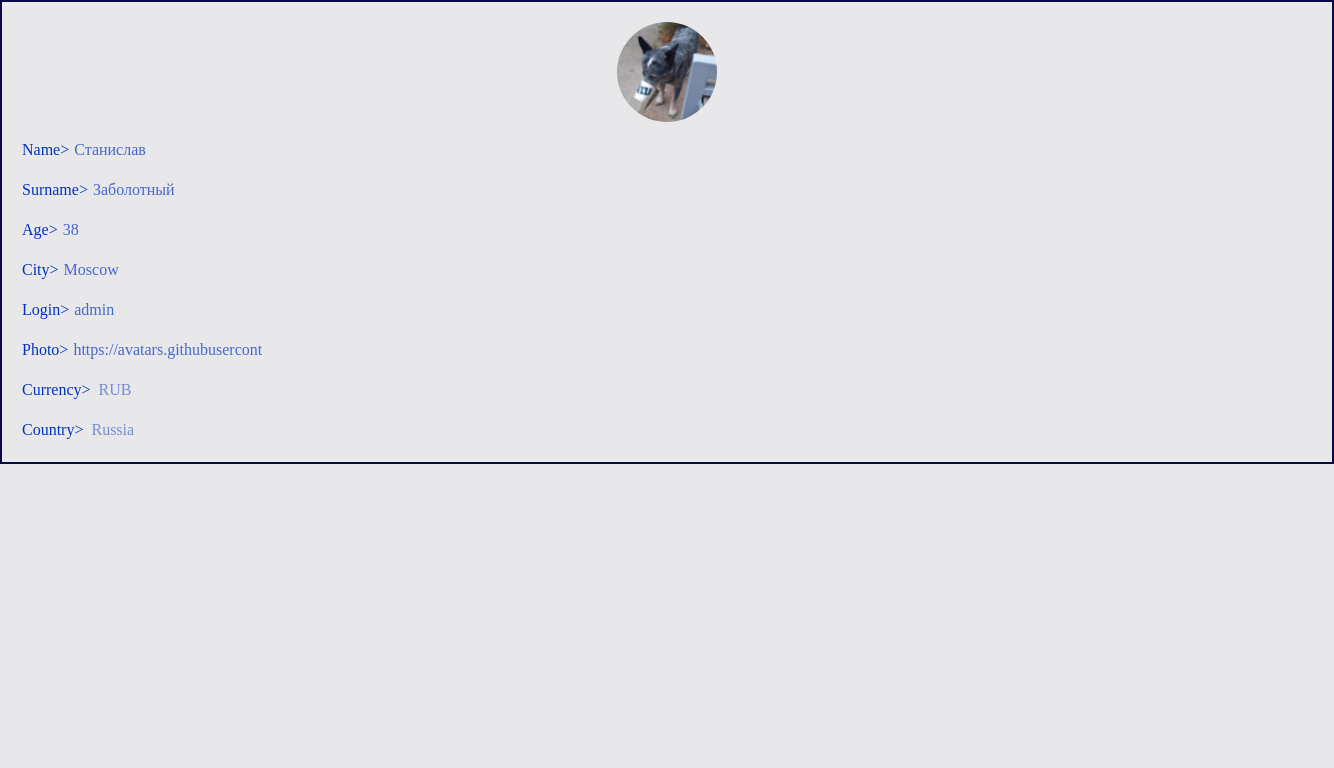 Name> Станислав
Surname> Заболотный
Age> 38
City> Moscow
Login> admin
Photo> https://avatars.githubusercont
Currency> RUB
Country> Russia